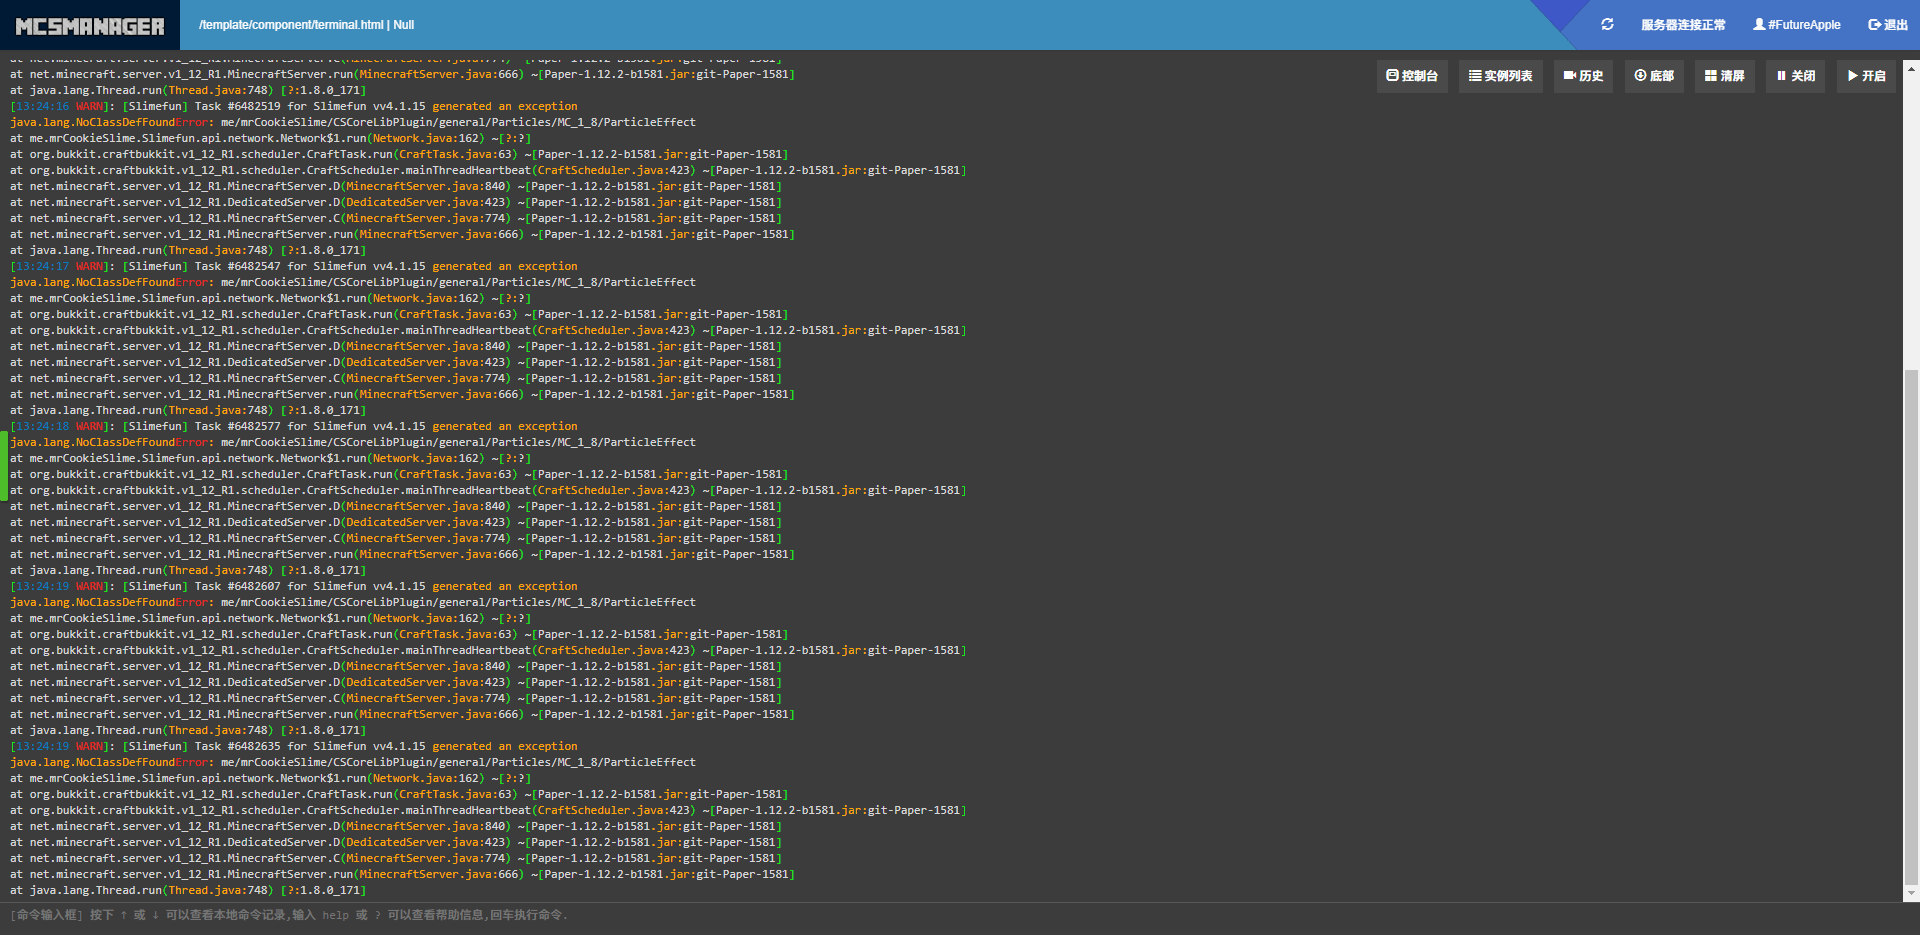 MCSMANAGER
/template/component/terminal.html | Null
服务器连接正常
#FutureApple
退出
控制台
实例列表
历史
底部
清屏
关闭
开启
at net.minecraft.server.v1_12_R1.MinecraftServer.C(MinecraftServer.java:774) ~[Paper-1.12.2-b1581.jar:git-Paper-1581]
at net.minecraft.server.v1_12_R1.MinecraftServer.run(MinecraftServer.java:666) ~[Paper-1.12.2-b1581.jar:git-Paper-1581]
at java.lang.Thread.run(Thread.java:748) [?:1.8.0_171]
[13:24:16 WARN]: [Slimefun] Task #6482519 for Slimefun vv4.1.15 generated an exception
java.lang.NoClassDefFoundError: me/mrCookieSlime/CSCoreLibPlugin/general/Particles/MC_1_8/ParticleEffect
at me.mrCookieSlime.Slimefun.api.network.Network$1.run(Network.java:162) ~[?:?]
at org.bukkit.craftbukkit.v1_12_R1.scheduler.CraftTask.run(CraftTask.java:63) ~[Paper-1.12.2-b1581.jar:git-Paper-1581]
at org.bukkit.craftbukkit.v1_12_R1.scheduler.CraftScheduler.mainThreadHeartbeat(CraftScheduler.java:423) ~[Paper-1.12.2-b1581.jar:git-Paper-1581]
at net.minecraft.server.v1_12_R1.MinecraftServer.D(MinecraftServer.java:840) ~[Paper-1.12.2-b1581.jar:git-Paper-1581]
at net.minecraft.server.v1_12_R1.DedicatedServer.D(DedicatedServer.java:423) ~[Paper-1.12.2-b1581.jar:git-Paper-1581]
at net.minecraft.server.v1_12_R1.MinecraftServer.C(MinecraftServer.java:774) ~[Paper-1.12.2-b1581.jar:git-Paper-1581]
at net.minecraft.server.v1_12_R1.MinecraftServer.run(MinecraftServer.java:666) ~[Paper-1.12.2-b1581.jar:git-Paper-1581]
at java.lang.Thread.run(Thread.java:748) [?:1.8.0_171]
[13:24:17 WARN]: [Slimefun] Task #6482547 for Slimefun vv4.1.15 generated an exception
java.lang.NoClassDefFoundError: me/mrCookieSlime/CSCoreLibPlugin/general/Particles/MC_1_8/ParticleEffect
at me.mrCookieSlime.Slimefun.api.network.Network$1.run(Network.java:162) ~[?:?]
at org.bukkit.craftbukkit.v1_12_R1.scheduler.CraftTask.run(CraftTask.java:63) ~[Paper-1.12.2-b1581.jar:git-Paper-1581]
at org.bukkit.craftbukkit.v1_12_R1.scheduler.CraftScheduler.mainThreadHeartbeat(CraftScheduler.java:423) ~[Paper-1.12.2-b1581.jar:git-Paper-1581]
at net.minecraft.server.v1_12_R1.MinecraftServer.D(MinecraftServer.java:840) ~[Paper-1.12.2-b1581.jar:git-Paper-1581]
at net.minecraft.server.v1_12_R1.DedicatedServer.D(DedicatedServer.java:423) ~[Paper-1.12.2-b1581.jar:git-Paper-1581]
at net.minecraft.server.v1_12_R1.MinecraftServer.C(MinecraftServer.java:774) ~[Paper-1.12.2-b1581.jar:git-Paper-1581]
at net.minecraft.server.v1_12_R1.MinecraftServer.run(MinecraftServer.java:666) ~[Paper-1.12.2-b1581.jar:git-Paper-1581]
at java.lang.Thread.run(Thread.java:748) [?:1.8.0_171]
[13:24:18 WARN]: [Slimefun] Task #6482577 for Slimefun vv4.1.15 generated an exception
java.lang.NoClassDefFoundError: me/mrCookieSlime/CSCoreLibPlugin/general/Particles/MC_1_8/ParticleEffect
at me.mrCookieSlime.Slimefun.api.network.Network$1.run(Network.java:162) ~[?:?]
at org.bukkit.craftbukkit.v1_12_R1.scheduler.CraftTask.run(CraftTask.java:63) ~[Paper-1.12.2-b1581.jar:git-Paper-1581]
at org.bukkit.craftbukkit.v1_12_R1.scheduler.CraftScheduler.mainThreadHeartbeat(CraftScheduler.java:423) ~[Paper-1.12.2-b1581.jar:git-Paper-1581]
at net.minecraft.server.v1_12_R1.MinecraftServer.D(MinecraftServer.java:840) ~[Paper-1.12.2-b1581.jar:git-Paper-1581]
at net.minecraft.server.v1_12_R1.DedicatedServer.D(DedicatedServer.java:423) ~[Paper-1.12.2-b1581.jar:git-Paper-1581]
at net.minecraft.server.v1_12_R1.MinecraftServer.C(MinecraftServer.java:774) ~[Paper-1.12.2-b1581.jar:git-Paper-1581]
at net.minecraft.server.v1_12_R1.MinecraftServer.run(MinecraftServer.java:666) ~[Paper-1.12.2-b1581.jar:git-Paper-1581]
at java.lang.Thread.run(Thread.java:748) [?:1.8.0_171]
[13:24:19 WARN]: [Slimefun] Task #6482607 for Slimefun vv4.1.15 generated an exception
java.lang.NoClassDefFoundError: me/mrCookieSlime/CSCoreLibPlugin/general/Particles/MC_1_8/ParticleEffect
at me.mrCookieSlime.Slimefun.api.network.Network$1.run(Network.java:162) ~[?:?]
at org.bukkit.craftbukkit.v1_12_R1.scheduler.CraftTask.run(CraftTask.java:63) ~[Paper-1.12.2-b1581.jar:git-Paper-1581]
at org.bukkit.craftbukkit.v1_12_R1.scheduler.CraftScheduler.mainThreadHeartbeat(CraftScheduler.java:423) ~[Paper-1.12.2-b1581.jar:git-Paper-1581]
at net.minecraft.server.v1_12_R1.MinecraftServer.D(MinecraftServer.java:840) ~[Paper-1.12.2-b1581.jar:git-Paper-1581]
at net.minecraft.server.v1_12_R1.DedicatedServer.D(DedicatedServer.java:423) ~[Paper-1.12.2-b1581.jar:git-Paper-1581]
at net.minecraft.server.v1_12_R1.MinecraftServer.C(MinecraftServer.java:774) ~[Paper-1.12.2-b1581.jar:git-Paper-1581]
at net.minecraft.server.v1_12_R1.MinecraftServer.run(MinecraftServer.java:666) ~[Paper-1.12.2-b1581.jar:git-Paper-1581]
at java.lang.Thread.run(Thread.java:748) [?:1.8.0_171]
[13:24:19 WARN]: [Slimefun] Task #6482635 for Slimefun vv4.1.15 generated an exception
java.lang.NoClassDefFoundError: me/mrCookieSlime/CSCoreLibPlugin/general/Particles/MC_1_8/ParticleEffect
at me.mrCookieSlime.Slimefun.api.network.Network$1.run(Network.java:162) ~[?:?]
at org.bukkit.craftbukkit.v1_12_R1.scheduler.CraftTask.run(CraftTask.java:63) ~[Paper-1.12.2-b1581.jar:git-Paper-1581]
at org.bukkit.craftbukkit.v1_12_R1.scheduler.CraftScheduler.mainThreadHeartbeat(CraftScheduler.java:423) ~[Paper-1.12.2-b1581.jar:git-Paper-1581]
at net.minecraft.server.v1_12_R1.MinecraftServer.D(MinecraftServer.java:840) ~[Paper-1.12.2-b1581.jar:git-Paper-1581]
at net.minecraft.server.v1_12_R1.DedicatedServer.D(DedicatedServer.java:423) ~[Paper-1.12.2-b1581.jar:git-Paper-1581]
at net.minecraft.server.v1_12_R1.MinecraftServer.C(MinecraftServer.java:774) ~[Paper-1.12.2-b1581.jar:git-Paper-1581]
at net.minecraft.server.v1_12_R1.MinecraftServer.run(MinecraftServer.java:666) ~[Paper-1.12.2-b1581.jar:git-Paper-1581]
at java.lang.Thread.run(Thread.java:748) [?:1.8.0_171]
[命令输入框] 按下 ↑ 或 ↓ 可以查看本地命令记录,输入 help 或 ? 可以查看帮助信息,回车执行命令.